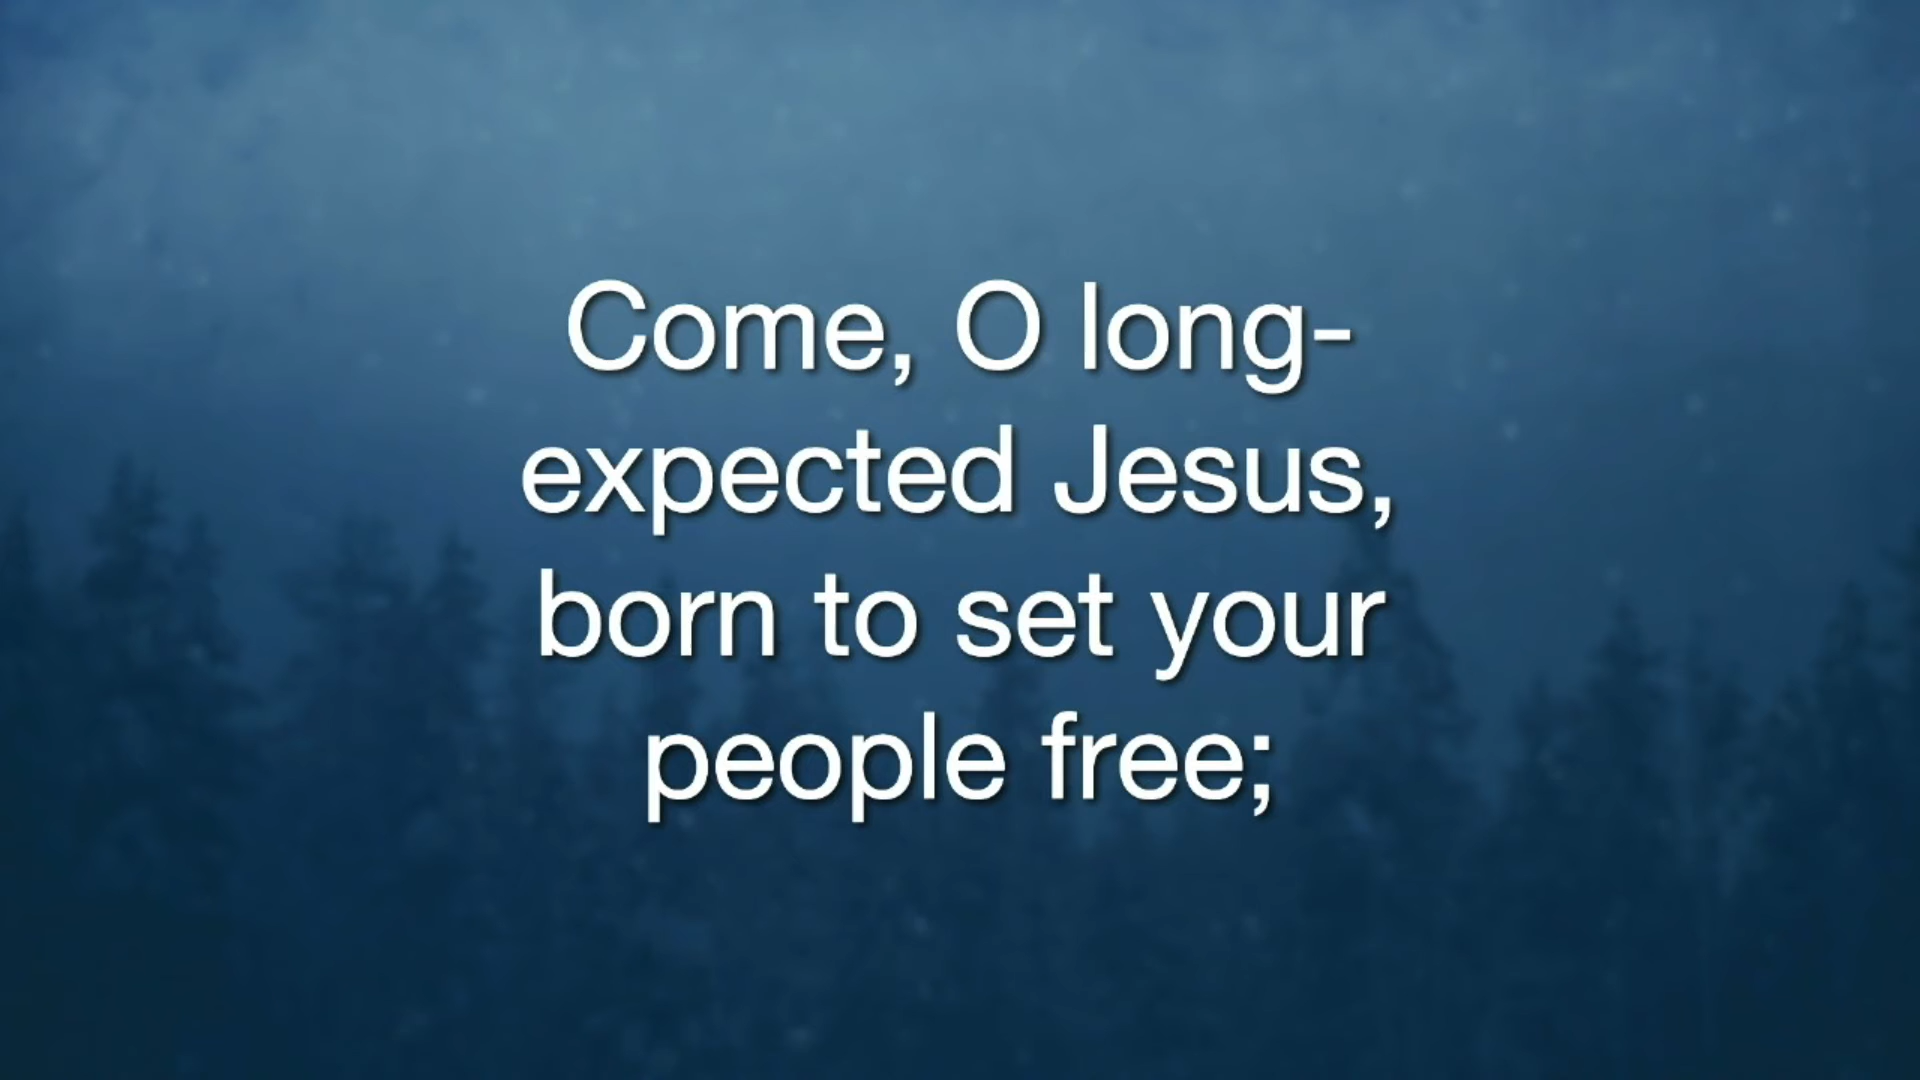 Come, O long-
expected Jesus,
born to set your
people free;